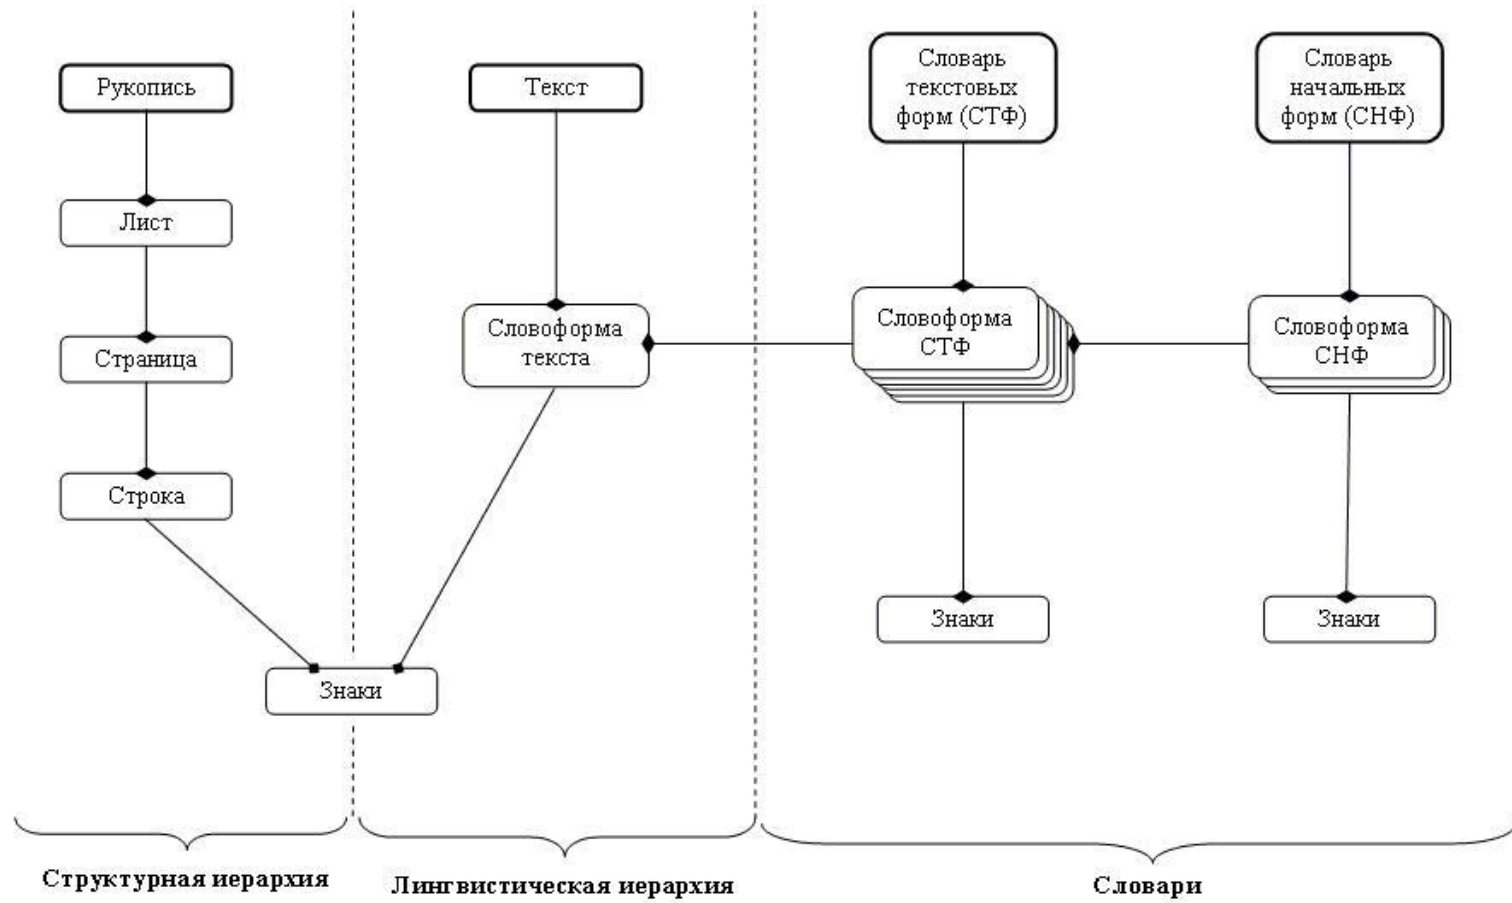 Рукопись
Лист
Страница
Строка
Знаки
Текст
Словоформа
текста
Словарь
текстовых
форм (СТФ)
Словоформа
СТФ
Знаки
Словарь
начальных
форм (СНФ)
Словоформа
СНФ
Знаки
Структурная иерархия
Лингвистическая иерархия
Словари